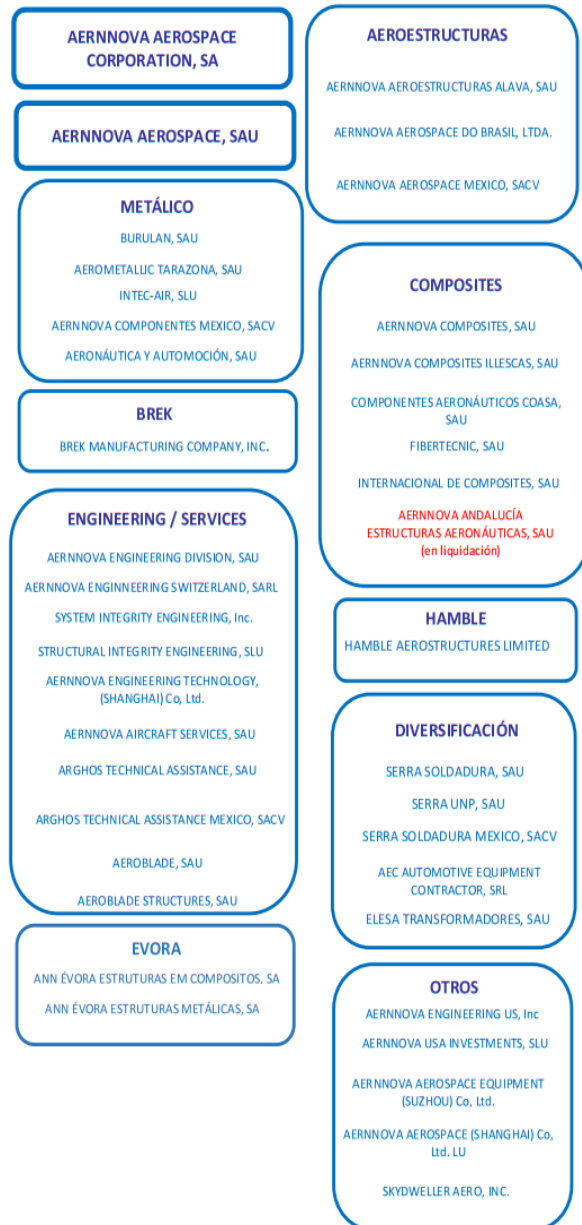 AERNNOVA AEROSPACE
CORPORATION, SA
AERNNOVA AEROSPACE, SAU
METÁLICO
BURULAN, SAU
AEROMETALLIC TARAZONA, SAU
INTEC-AIR, SLU
AERNNOVA COMPONENTES MEXICO, SACV
AERONÁUTICA Y AUTOMOCIÓN, SAU
BREK
BREK MANUFACTURING COMPANY, INC.
ENGINEERING / SERVICES
AERNNOVA ENGINEERING DIVISION, SAU
AERNNOVA ENGINNEERING SWITZERLAND, SARL
SYSTEM INTEGRITY ENGINEERING, Inc.
STRUCTURAL INTEGRITY ENGINEERING, SLU
AERNNOVA ENGINEERING TECHNOLOGY,
(SHANGHAI) Co, Ltd.
AERNNOVA AIRCRAFT SERVICES, SAU
ARGHOS TECHNICAL ASSISTANCE, SAU
ARGHOS TECHNICAL ASSISTANCE MEXICO, SACV
AEROBLADE, SAU
AEROBLADE STRUCTURES, SAU
EVORA
ANN ÉVORA ESTRUTURAS EM COMPOSITOS. SA
ANN ÉVORA ESTRUTURAS METÁLICAS, SA
AEROESTRUCTURAS
AERNNOVA AEROESTRUCTURAS ALAVA, SAU
AERNNOVA AEROSPACE DO BRASIL, LTDA.
AERNNOVA AEROSPACE MEXICO, SACV
COMPOSITES
AERNNOVA COMPOSITES, SAU
AERNNOVA COMPOSITES ILLESCAS, SAU
COMPONENTES AERONÁUTICOS COASA,
SAU
FIBERTECNIC, SAU
INTERNACIONAL DE COMPOSITES, SAU
AERNNOVA ANDALUCÍA
ESTRUCTURAS AERONÁUTICAS, SAU
(en liquidación)
HAMBLE
HAMBLE AEROSTRUCTURES LIMITED
DIVERSIFICACIÓN
SERRA SOLDADURA, SAU
SERRA UNP, SAU
SERRA SOLDADURA MEXICO, SACV
AEC AUTOMOTIVE EQUIPMENT
CONTRACTOR, SRL
ELESA TRANSFORMADORES, SAU
OTROS
AERNNOVA ENGINEERING US, Inc
AERNNOVA USA INVESTMENTS, SLU
AERNNOVA AEROSPACE EQUIPMENT
(SUZHOU) Co, Ltd.
AERNNOVA AEROSPACE (SHANGHAI) Co,
Ltd. LU
SKYDWELLER AERO, INC.